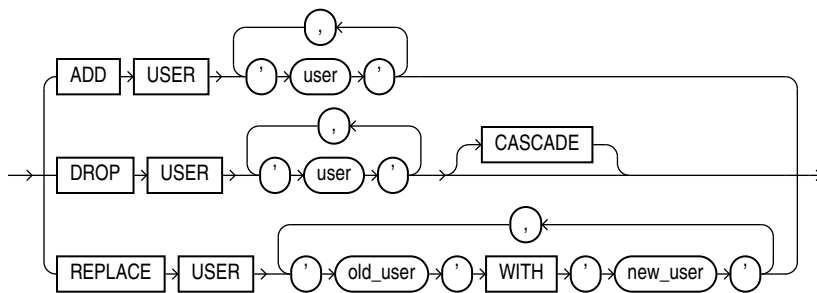 ,
ADD USER ' user '
,
DROP USER ' user ' CASCADE
,
REPLACE USER ' old_user ' WITH ' new_user '